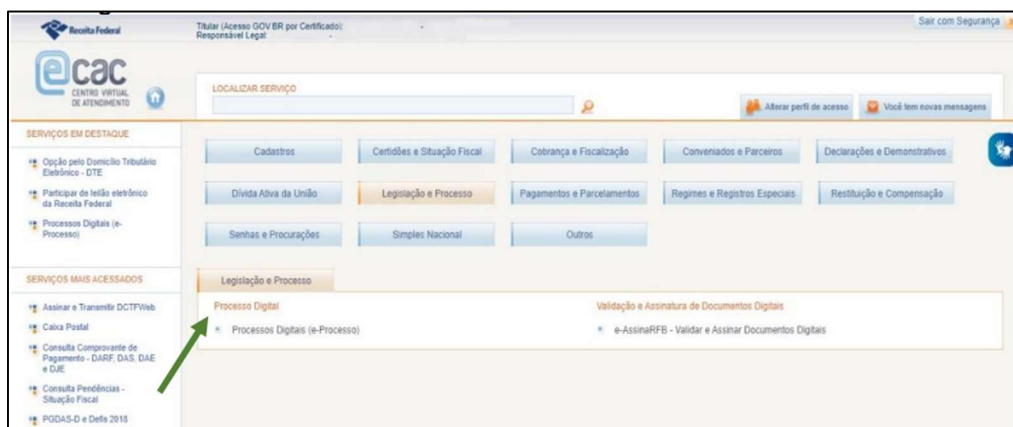 Receita Federal
Titular (Acesso GOV BR por Certificado): -
Responsável Legal: -
Sair com Segurança
ecac
CENTRO VIRTUAL
DE ATENDIMENTO
LOCALIZAR SERVIÇO
Alterar perfil de acesso
Você tem novas mensagens
SERVIÇOS EM DESTAQUE
Opção pelo Domicílio Tributário
Eletrônico - DTE
Participar de leilão eletrônico
da Receita Federal
Processos Digitais (e-
Processo)
SERVIÇOS MAIS ACESSADOS
Assinar e Transmitir DCTFWeb
Caixa Postal
Consulta Comprovante de
Pagamento - DARF, DAS, DAE
e DJE
Consulta Pendências -
Situação Fiscal
PGDAS-D e Defis 2018
Cadastros
Certidões e Situação Fiscal
Cobrança e Fiscalização
Conveniados e Parceiros
Declarações e Demonstrativos
Dívida Ativa da União
Legislação e Processo
Pagamentos e Parcelamentos
Regimes e Registros Especiais
Restituição e Compensação
Senhas e Procurações
Simples Nacional
Outros
Legislação e Processo
Processo Digital
Processos Digitais (e-Processo)
Validação e Assinatura de Documentos Digitais
e-AssinaRFB - Validar e Assinar Documentos Digitais